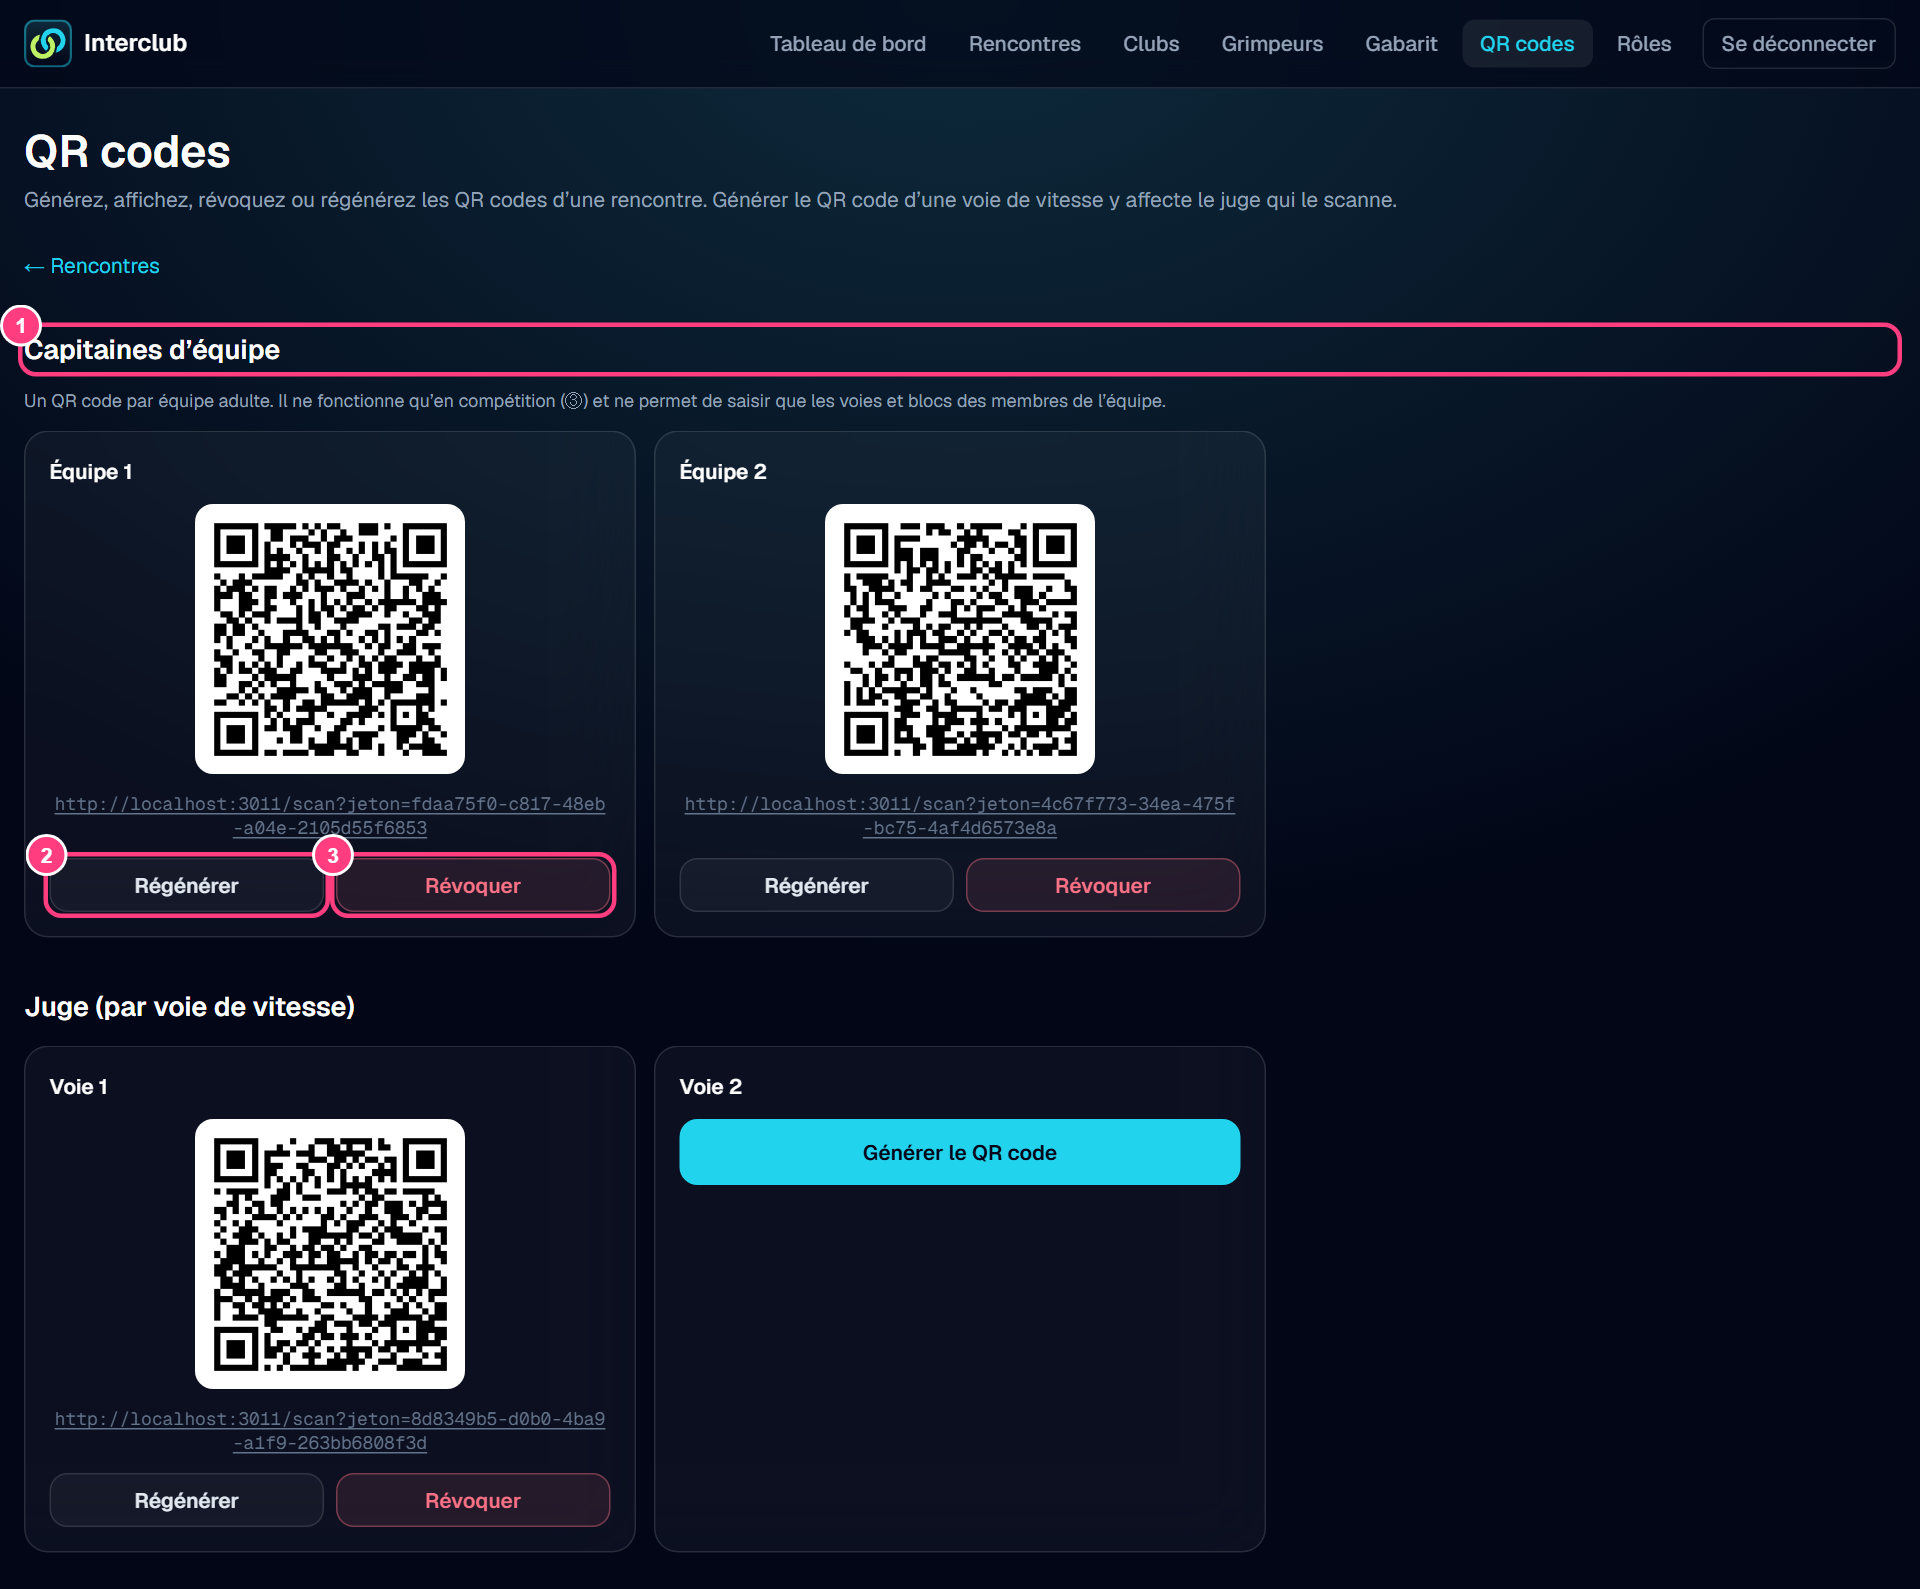 Interclub
Tableau de bord
Rencontres
Clubs
Grimpeurs
Gabarit
QR codes
Rôles
Se déconnecter
QR codes
Générez, affichez, révoquez ou régénérez les QR codes d’une rencontre. Générer le QR code d’une voie de vitesse y affecte le juge qui le scanne.
← Rencontres
1
Capitaines d’équipe
Un QR code par équipe adulte. Il ne fonctionne qu’en compétition (③) et ne permet de saisir que les voies et blocs des membres de l’équipe.
Équipe 1
http://localhost:3011/scan?jeton=fdaa75f0-c817-48eb
-a04e-2105d55f6853
2
Régénérer
3
Révoquer
Équipe 2
http://localhost:3011/scan?jeton=4c67f773-34ea-475f
-bc75-4af4d6573e8a
Régénérer
Révoquer
Juge (par voie de vitesse)
Voie 1
http://localhost:3011/scan?jeton=8d8349b5-d0b0-4ba9
-a1f9-263bb6808f3d
Régénérer
Révoquer
Voie 2
Générer le QR code